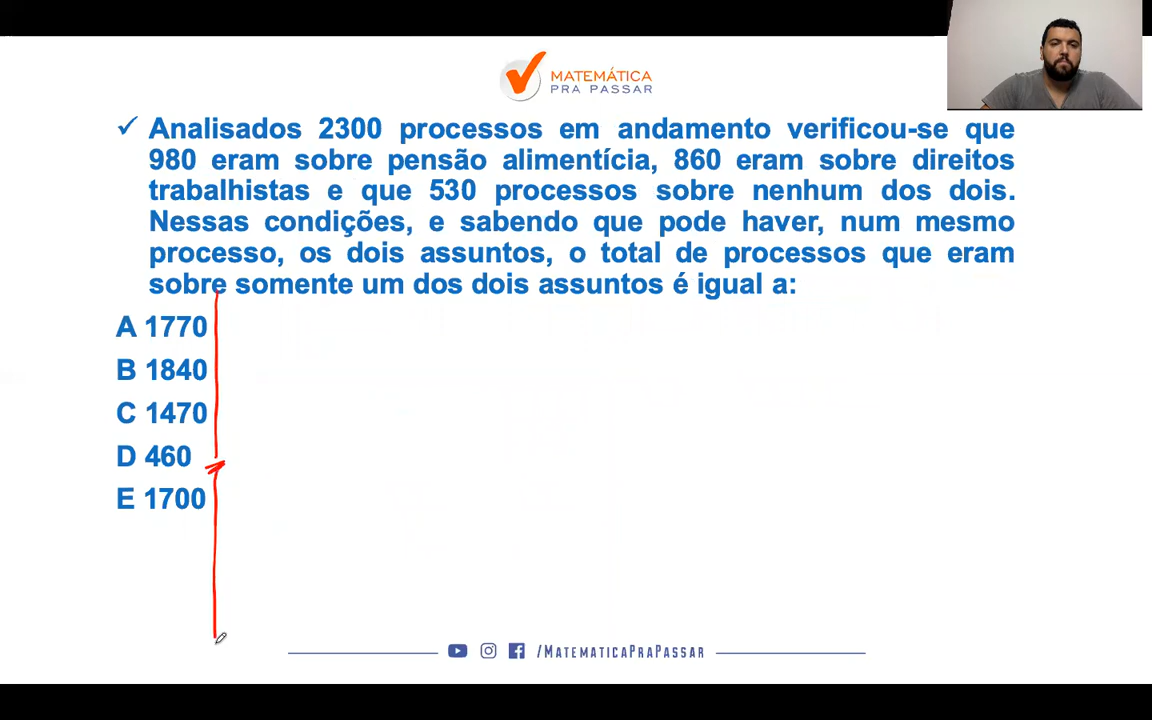 MATEMÁTICA
PRA PASSAR
✓ Analisados 2300 processos em andamento verificou-se que
980 eram sobre pensão alimentícia, 860 eram sobre direitos
trabalhistas e que 530 processos sobre nenhum dos dois.
Nessas condições, e sabendo que pode haver, num mesmo
processo, os dois assuntos, o total de processos que eram
sobre somente um dos dois assuntos é igual a:
A 1770
B 1840
C 1470
D 460
E 1700
/MATEMATICAPRAPASSAR